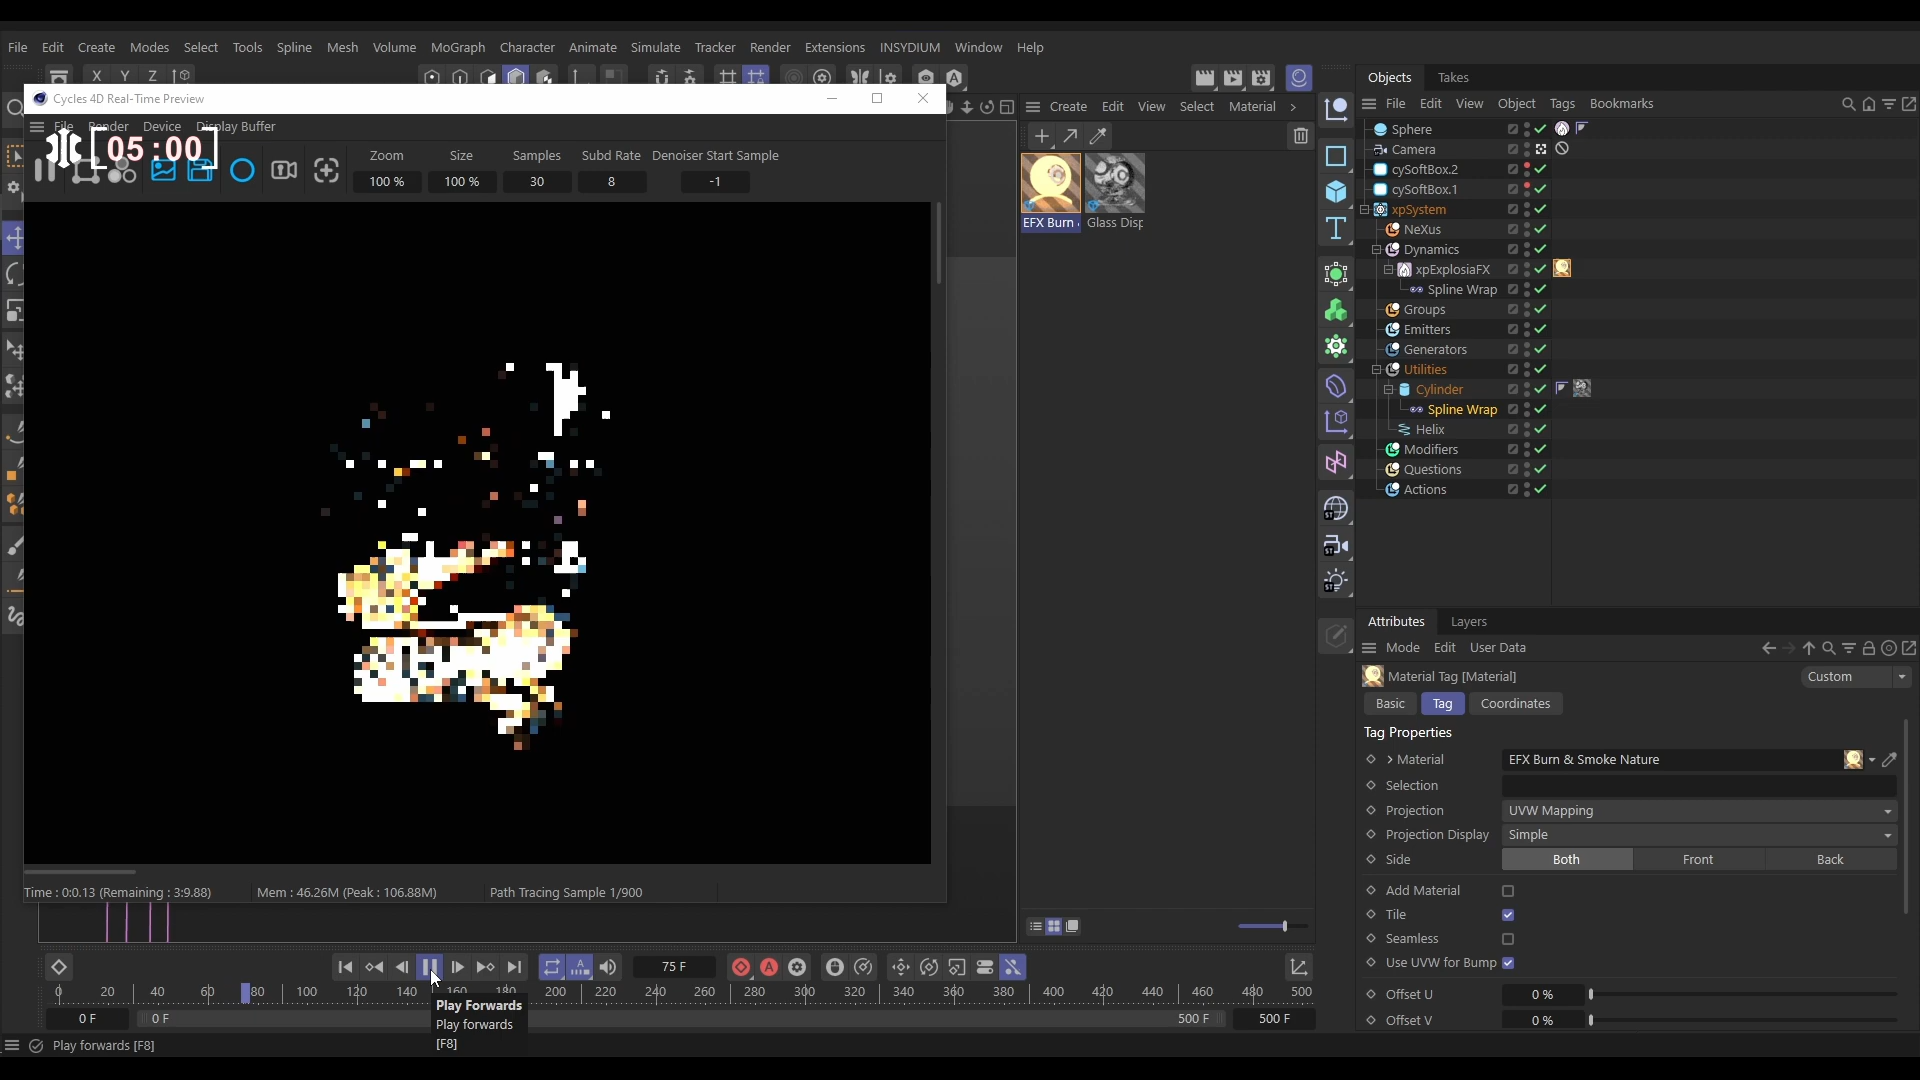 File Edit Create Modes Select Tools Spline Mesh Volume MoGraph Character Animate Simulate Tracker Render Extensions INSYDIUM Window Help
X Y Z
Cycles 4D Real-Time Preview
File Render Device Display Buffer
05:00
Zoom Size Samples Subd Rate Denoiser Start Sample
100 % 100 % 30 8 -1
Time : 0:0.13 (Remaining : 3:9.88) Mem : 46.26M (Peak : 106.88M) Path Tracing Sample 1/900
Create Edit View Select Material
EFX Burn Glass Disp
Objects Takes
File Edit View Object Tags Bookmarks
Sphere
Camera
cySoftBox.2
cySoftBox.1
xpSystem
NeXus
Dynamics
xpExplosiaFX
Spline Wrap
Groups
Emitters
Generators
Utilities
Cylinder
Spline Wrap
Helix
Modifiers
Questions
Actions
Attributes Layers
Mode Edit User Data
Material Tag [Material] Custom
Basic Tag Coordinates
Tag Properties
Material EFX Burn & Smoke Nature
Selection
Projection UVW Mapping
Projection Display Simple
Side Both Front Back
Add Material
Tile
Seamless
Use UVW for Bump
Offset U 0 %
Offset V 0 %
75 F
0 20 40 60 80 100 120 140 160 180 200 220 240 260 280 300 320 340 360 380 400 420 440 460 480 500
0 F 0 F 500 F 500 F
Play Forwards
Play forwards
[F8]
Play forwards [F8]